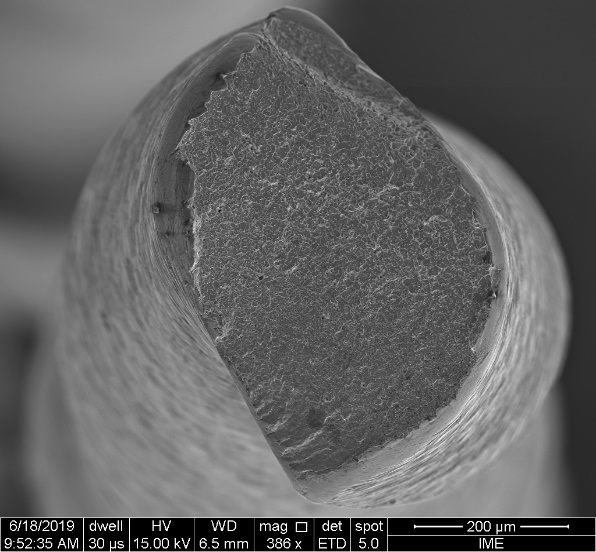 6/18/2019 dwell HV WD mag □ det spot 200 µm
9:52:35 AM 30 µs 15.00 kV 6.5 mm 386 x ETD 5.0 IME